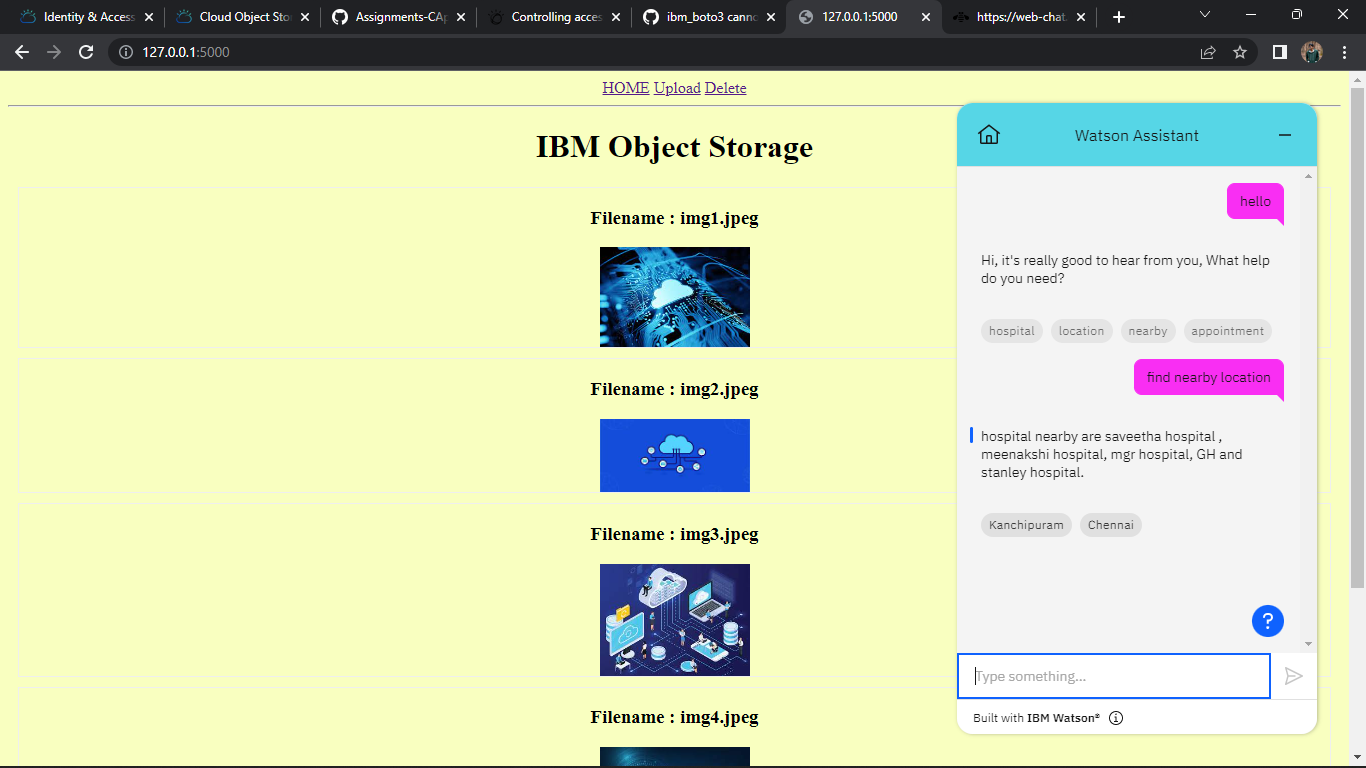 Identity & Access
Cloud Object Sto
Assignments-CAp
Controlling acces
ibm_boto3 canno
127.0.0.1:5000
https://web-chat.
127.0.0.1:5000
HOME Upload Delete
IBM Object Storage
Filename : img1.jpeg
Filename : img2.jpeg
Filename : img3.jpeg
Filename : img4.jpeg
Watson Assistant
hello
Hi, it's really good to hear from you, What help
do you need?
hospital location nearby appointment
find nearby location
hospital nearby are saveetha hospital ,
meenakshi hospital, mgr hospital, GH and
stanley hospital.
Kanchipuram Chennai
?
Type something...
Built with IBM Watson®